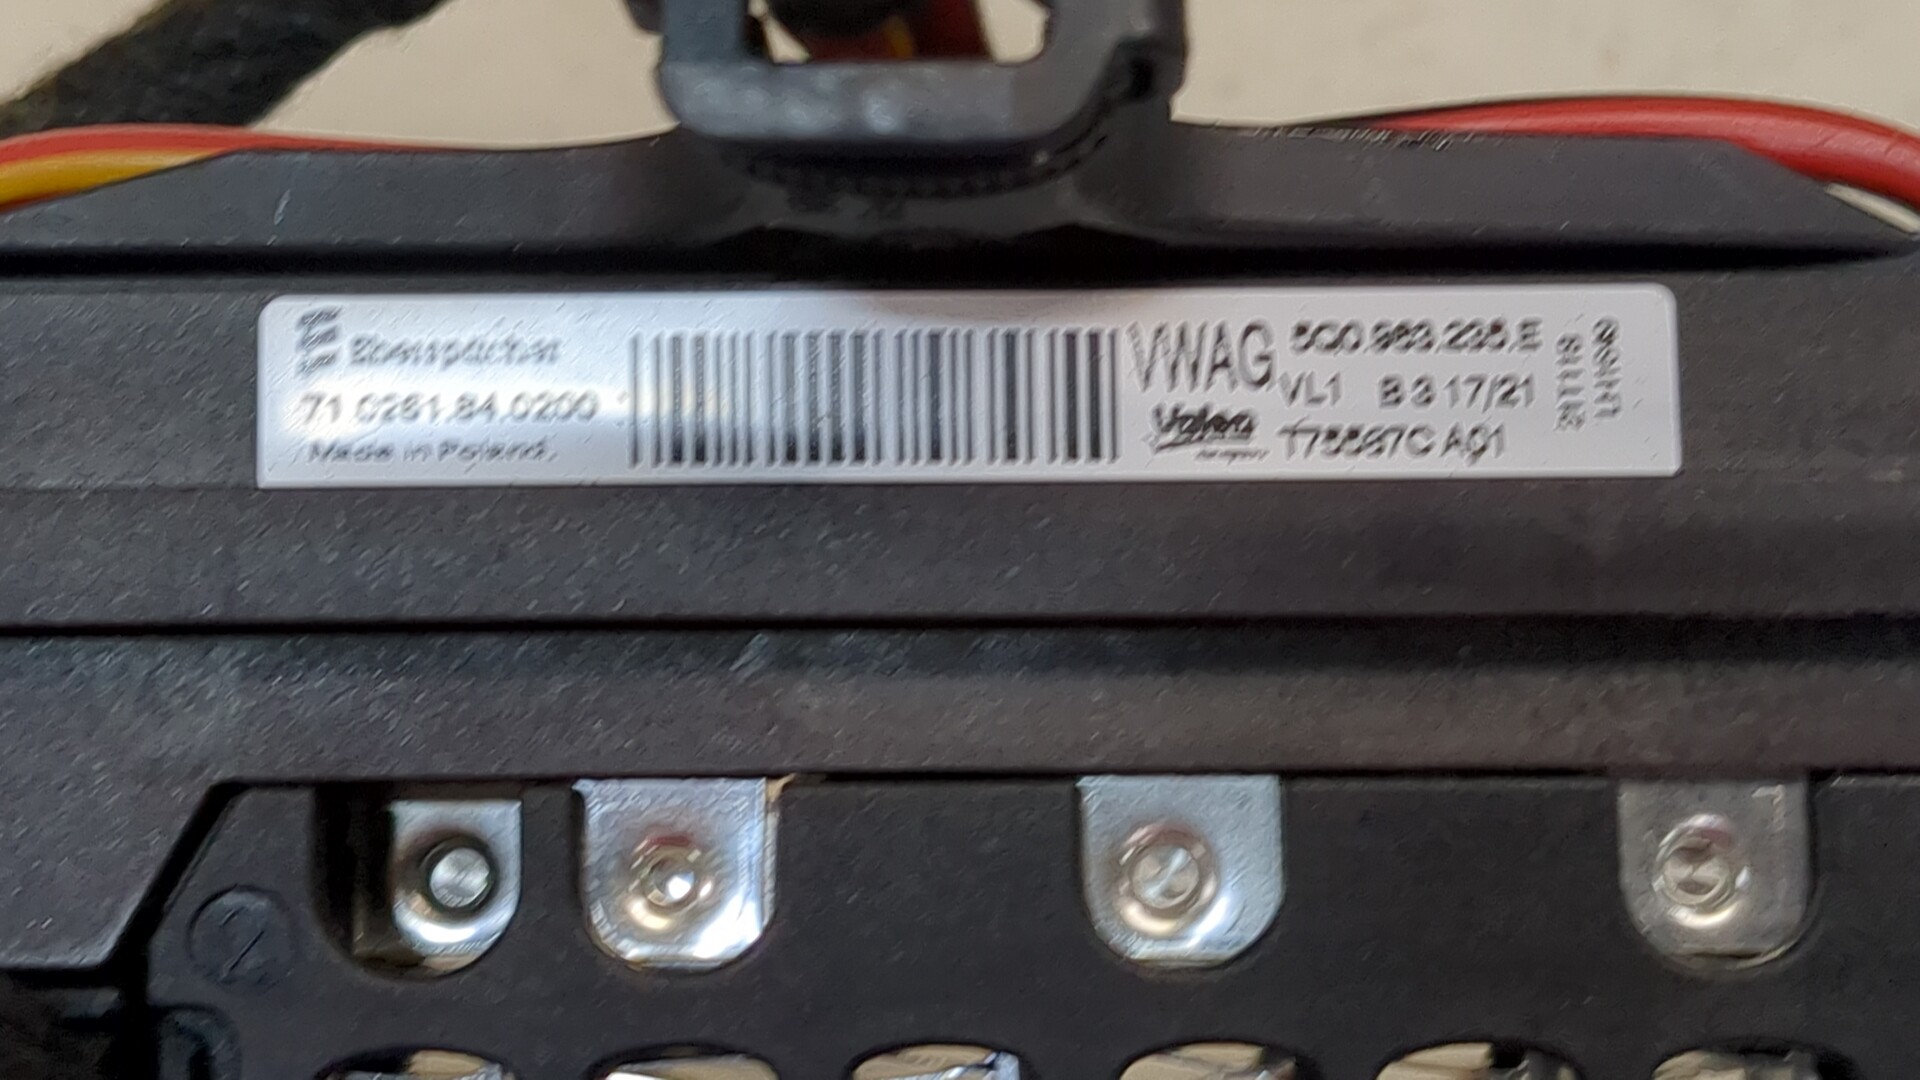 Eberspächer
71.0261.84.0200
Made in Poland.
VWAG
5Q0.963.235.E
VL1 B 3 17/21
Valeo
T75587C A01
2